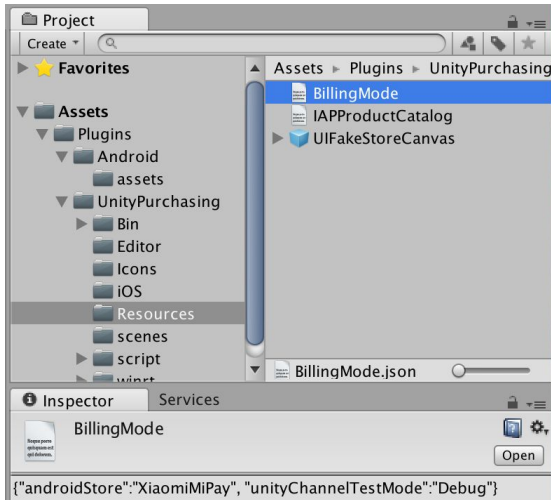 Project
Create
Favorites
Assets
Plugins
Android
assets
UnityPurchasing
Bin
Editor
Icons
iOS
Resources
scenes
script
winrt
Assets ▸ Plugins ▸ UnityPurchasing
BillingMode
IAPProductCatalog
UIFakeStoreCanvas
BillingMode.json
Inspector
Services
BillingMode
Open
{"androidStore":"XiaomiMiPay", "unityChannelTestMode":"Debug"}